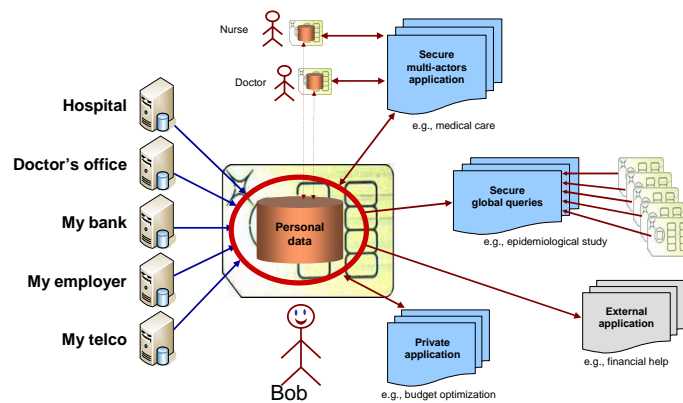 Nurse
Doctor
Secure
multi-actors
application
e.g., medical care
Hospital
Doctor's office
My bank
My employer
My telco
Personal
data
Secure
global queries
e.g., epidemiological study
External
application
e.g., financial help
Private
application
e.g., budget optimization
Bob